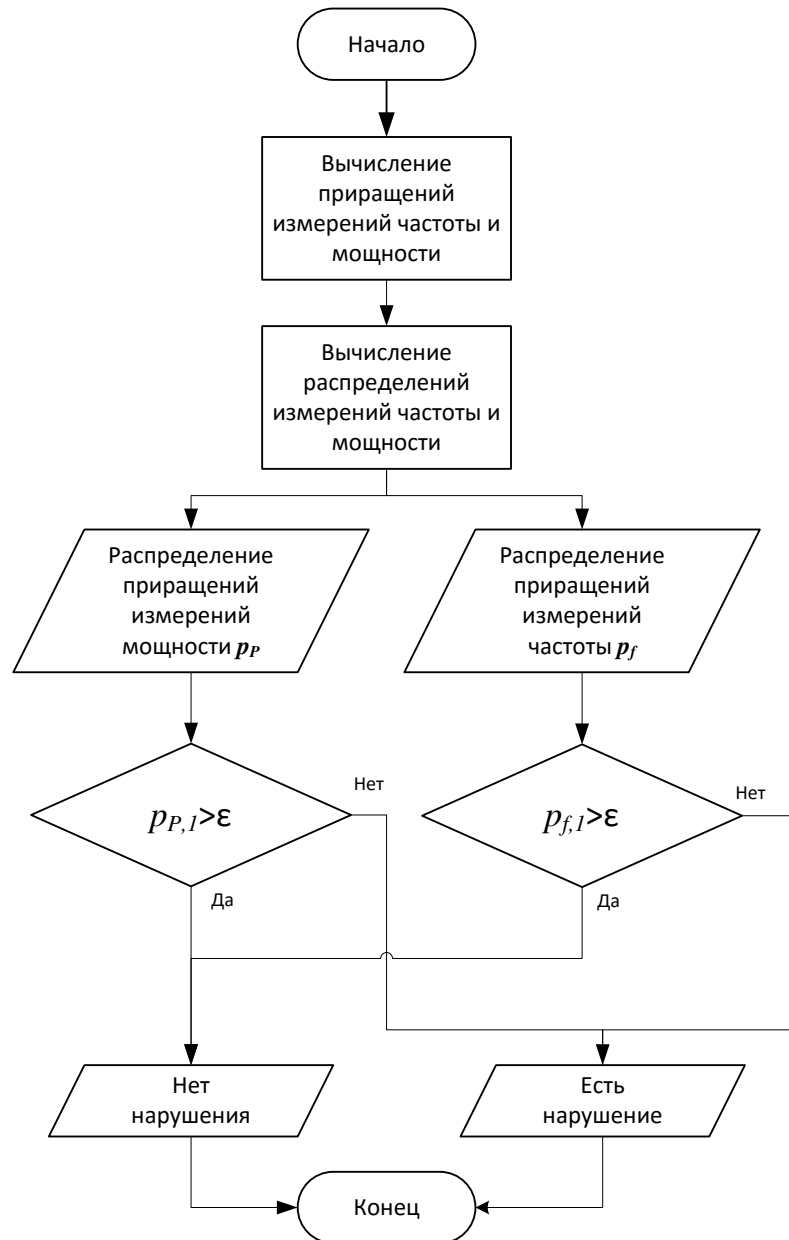 Начало
Вычисление
приращений
измерений частоты и
мощности
Вычисление
распределений
измерений частоты и
мощности
Распределение
приращений
измерений
мощности pP
Распределение
приращений
измерений
частоты pf
pP,1>ε
Нет
Да
pf,1>ε
Нет
Да
Нет
нарушения
Есть
нарушение
Конец